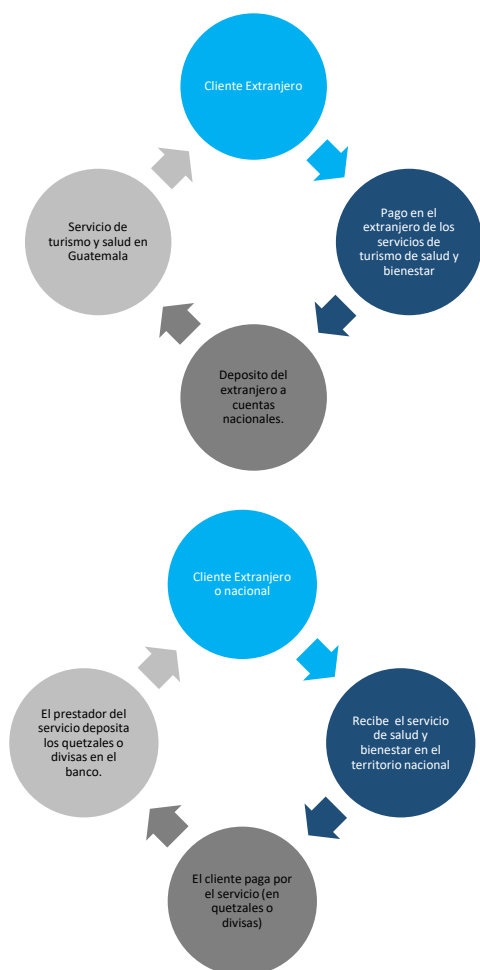 Cliente Extranjero
Pago en el
extranjero de los
servicios de
turismo de salud y
bienestar
Deposito del
extranjero a
cuentas
nacionales.
Servicio de
turismo y salud en
Guatemala
Cliente Extranjero
o nacional
Recibe el servicio
de salud y
bienestar en el
territorio nacional
El cliente paga por
el servicio (en
quetzales o
divisas)
El prestador del
servicio deposita
los quetzales o
divisas en el
banco.